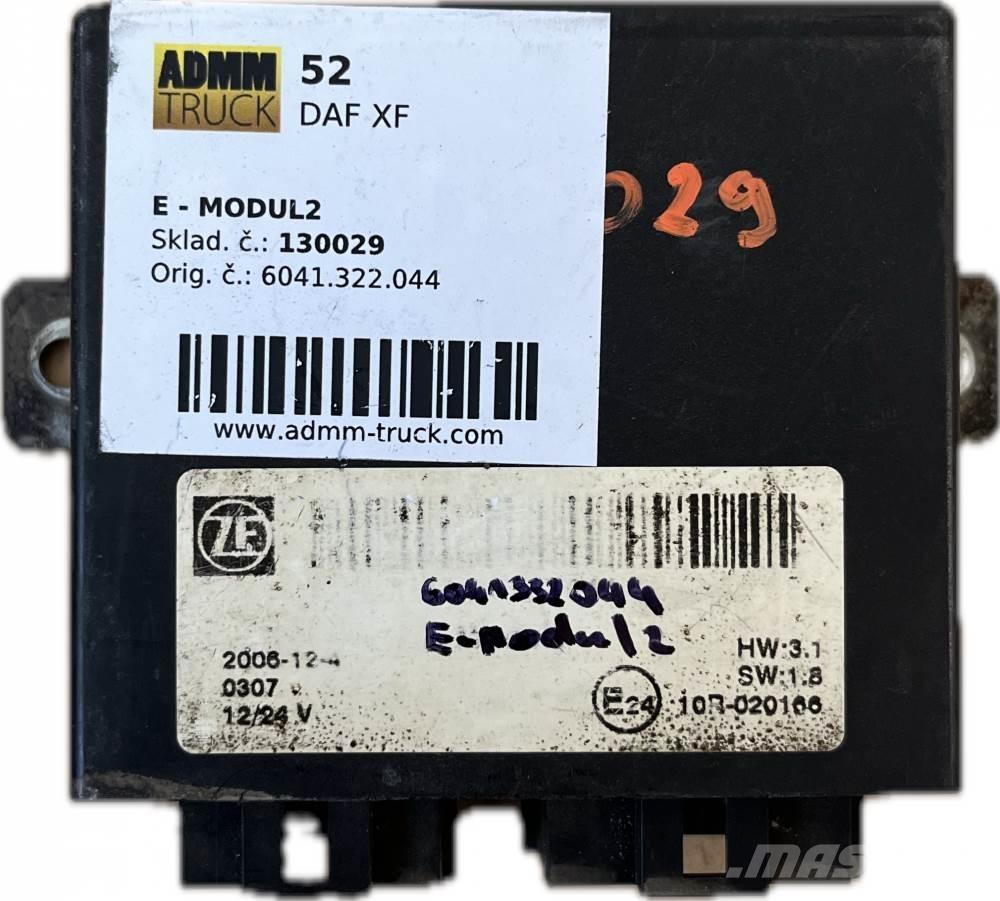 ADMM
TRUCK
52
DAF XF
E - MODUL2
Sklad. č.: 130029
Orig. č.: 6041.322.044
www.admm-truck.com
029
ZF
6041332044
E-modul2
2006-12-4
0307
12/24 V
HW:3.1
SW:1.8
E24
10R-020166
MAS